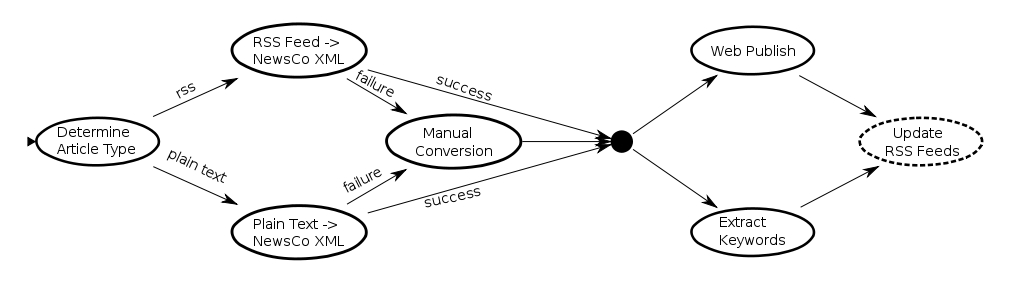 RSS Feed ->
NewsCo XML
Web Publish
success
failure
rss
Determine
Article Type
Manual
Conversion
Update
RSS Feeds
plain text
failure
success
Plain Text ->
NewsCo XML
Extract
Keywords